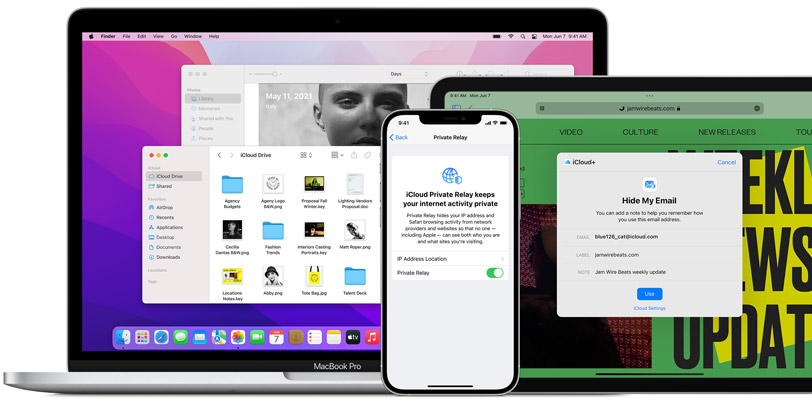 Finder File Edit View Go Window Help
Mon Jun 7 9:41 AM
Days
Photos
Library
Memories
Shared with You
People
Places
May 11, 2021
Italy
iCloud Drive
iCloud
iCloud Drive
Shared
Favorites
AirDrop
Recents
Applications
Desktop
Documents
Downloads
Locations
Tags
Agency Budgets
Agency Logo B&W.png
Proposal Fall Winter.key
Lighting Vendors Proposal.doc
Cecilia Dantas B&W.png
Fashion Trends
Interiors Casting Portraits.key
Matt Roper.png
Locations Notes.key
Abby.png
Tote Bag.jpg
Talent Deck
MacBook Pro
9:41
Back
Private Relay
iCloud Private Relay keeps
your internet activity private
Private Relay hides your IP address and
Safari browsing activity from network
providers and websites so that no one —
including Apple — can see both who you are
and what sites you're visiting.
IP Address Location
Private Relay
9:41 AM Mon Jun 7
jamwirebeats.com
VIDEO CULTURE NEW RELEASES TOU
WEEKLY
NEWS
UPDAT
iCloud+
Cancel
Hide My Email
You can add a note to help you remember how
you use this email address.
EMAIL blue126_cat@icloud.com
LABEL jamwirebeats.com
NOTE Jam Wire Beats weekly update
Use
iCloud Settings